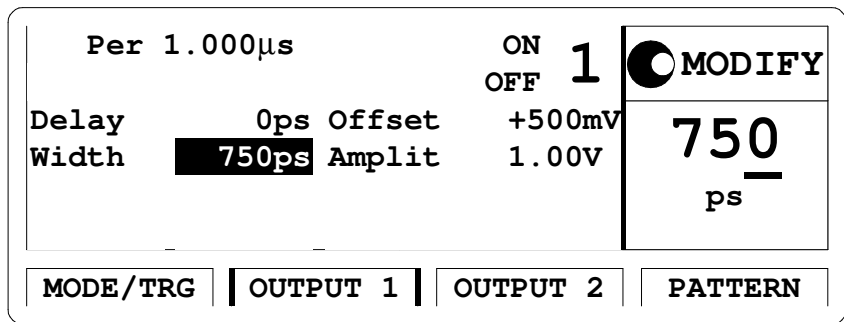 Per 1.000µs ON 1 MODIFY
OFF
Delay 0ps Offset +500mV
Width 750ps Amplit 1.00V
750
ps
MODE/TRG OUTPUT 1 OUTPUT 2 PATTERN